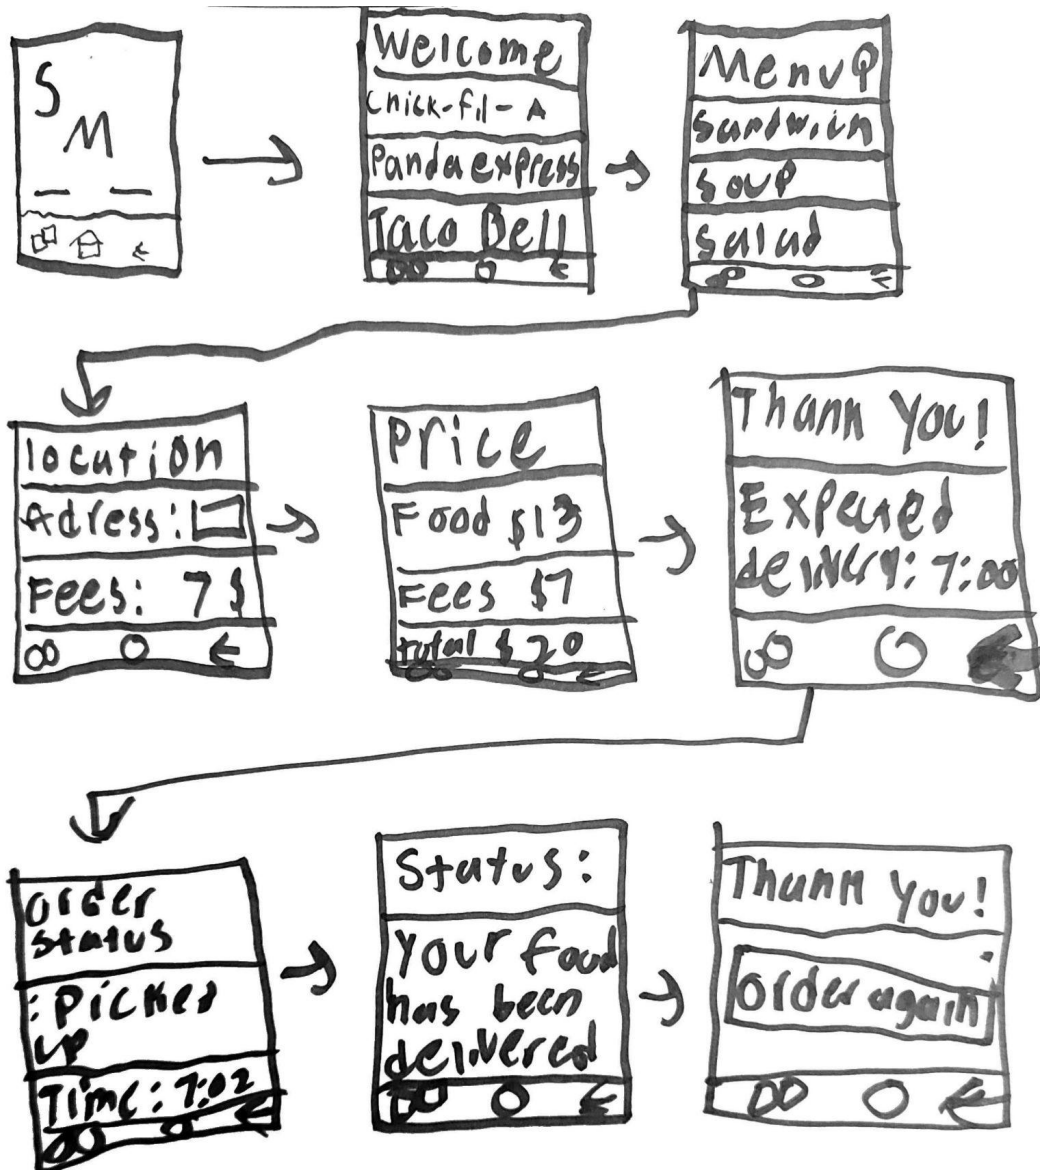 S
M
Welcome
Chick-fil-A
Panda express
Taco Bell
Menu
Sandwich
Soup
Salad
location
Adress:
Fees: 7$
Price
Food $13
Fees $7
total $20
Thank You!
Expected
delivery: 7:00
order
status
: Picked
up
Time: 7:02
Status:
Your food
has been
delivered
Thank You!
order again